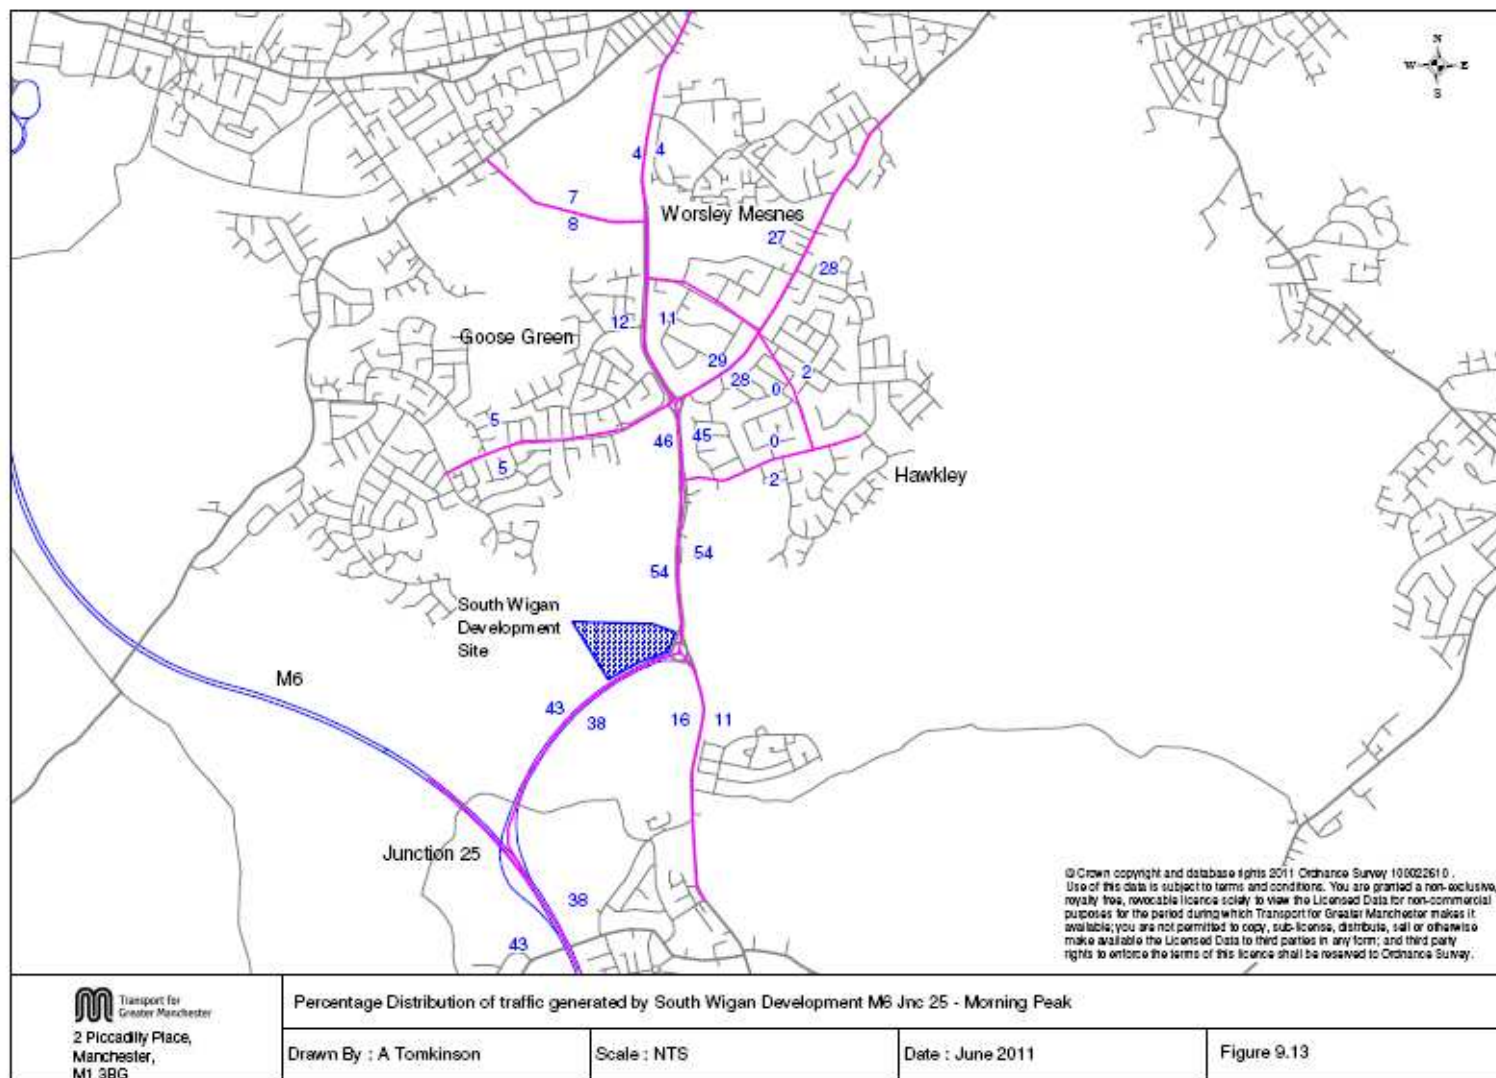 N
W E
S
4 4
7
8
Worsley Mesnes
27
28
12 11
Goose Green
29
28
2
0
5
46 45
0
5
2
Hawkley
54
54
South Wigan
Development
Site
M6
43
38
16 11
Junction 25
38
43
© Crown copyright and database rights 2011 Ordnance Survey 100022610 .
Use of this data is subject to terms and conditions. You are granted a non-exclusive,
royalty free, revocable licence solely to view the Licensed Data for non-commercial
purposes for the period during which Transport for Greater Manchester makes it
available; you are not permitted to copy, sub-license, distribute, sell or otherwise
make available the Licensed Data to third parties in any form; and third party
rights to enforce the terms of this licence shall be reserved to Ordnance Survey.
Transport for
Greater Manchester
2 Piccadilly Place,
Manchester,
M1 3BG
Percentage Distribution of traffic generated by South Wigan Development M6 Jnc 25 - Morning Peak
Drawn By : A Tomkinson
Scale : NTS
Date : June 2011
Figure 9.13